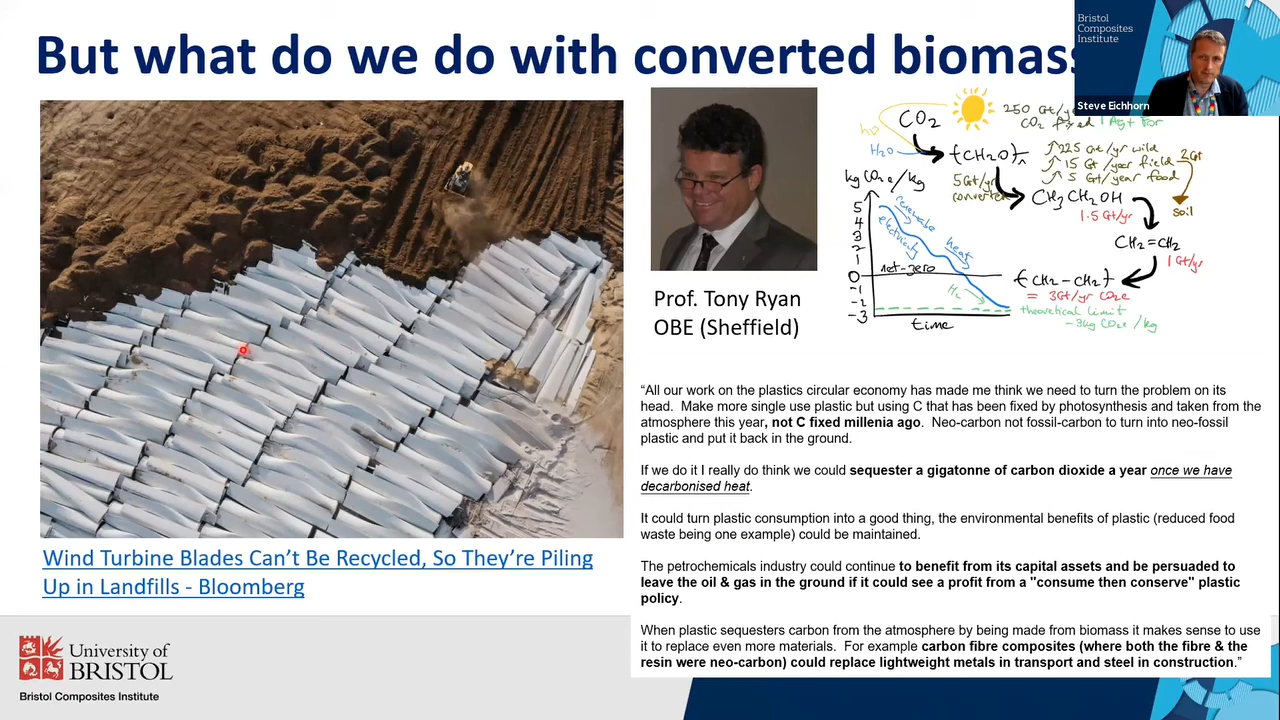 But what do we do with converted biomass
Bristol
Composites
Institute
Steve Eichhorn
Prof. Tony Ryan
OBE (Sheffield)
CO₂
250 Gt/y
CO₂ fixed
hν
H₂O
(CH₂O)n
225 Gt/yr wild
15 Gt/year field
5 Gt/year food
2Gt
soil
5Gt/yr
converted
CH₃CH₂OH
1.5Gt/yr
CH₂=CH₂
1Gt/yr
(CH₂–CH₂)
= 3Gt/yr CO₂e
theoretical limit
-3kg CO₂e/kg
kg CO₂e/kg
5
4
3
2
1
0
-1
-2
-3
renewable
electricity
heat
net-zero
H₂
time
“All our work on the plastics circular economy has made me think we need to turn the problem on its
head. Make more single use plastic but using C that has been fixed by photosynthesis and taken from the
atmosphere this year, not C fixed millenia ago. Neo-carbon not fossil-carbon to turn into neo-fossil
plastic and put it back in the ground.
If we do it I really do think we could sequester a gigatonne of carbon dioxide a year once we have
decarbonised heat.
It could turn plastic consumption into a good thing, the environmental benefits of plastic (reduced food
waste being one example) could be maintained.
The petrochemicals industry could continue to benefit from its capital assets and be persuaded to
leave the oil & gas in the ground if it could see a profit from a "consume then conserve" plastic
policy.
When plastic sequesters carbon from the atmosphere by being made from biomass it makes sense to use
it to replace even more materials. For example carbon fibre composites (where both the fibre & the
resin were neo-carbon) could replace lightweight metals in transport and steel in construction.”
Wind Turbine Blades Can’t Be Recycled, So They’re Piling
Up in Landfills - Bloomberg
University of
BRISTOL
Bristol Composites Institute